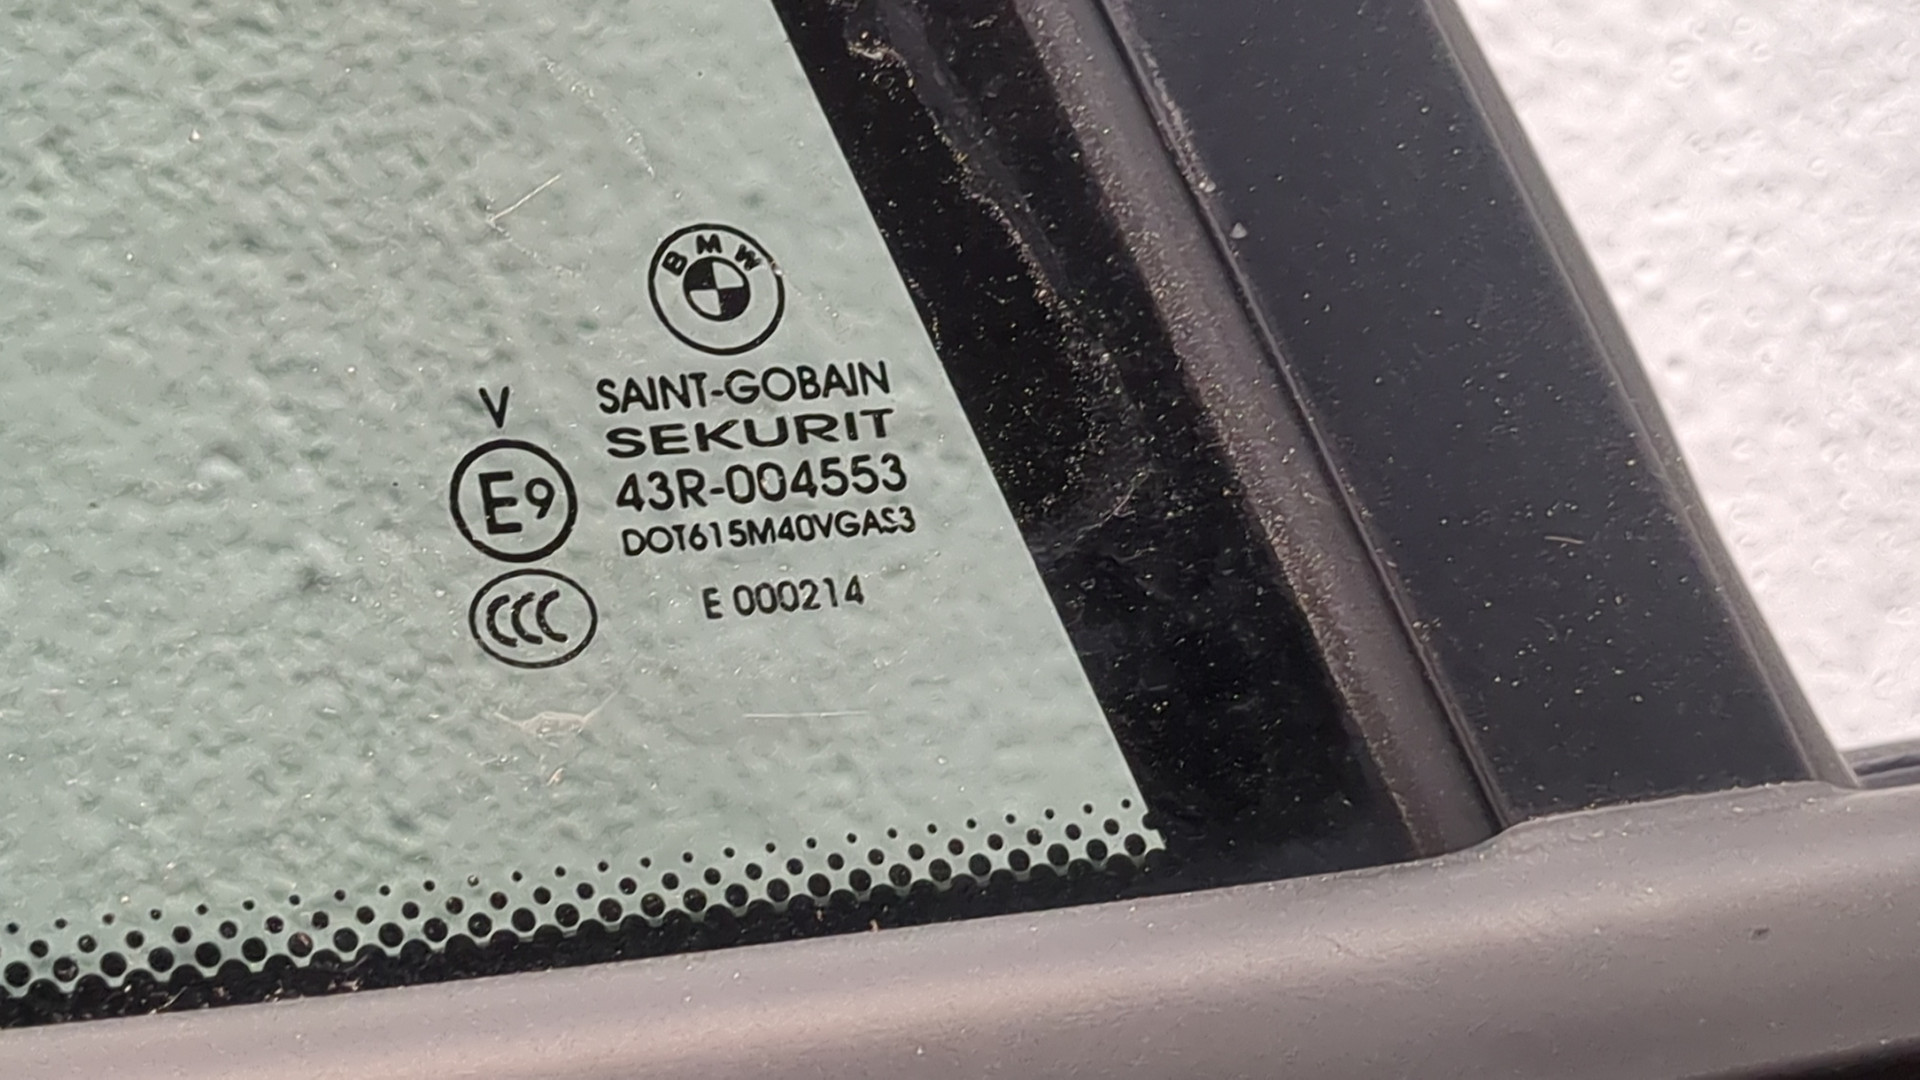 BMW
SAINT-GOBAIN
SEKURIT
V
E9
43R-004553
DOT615M40VGAS3
CCC
E 000214